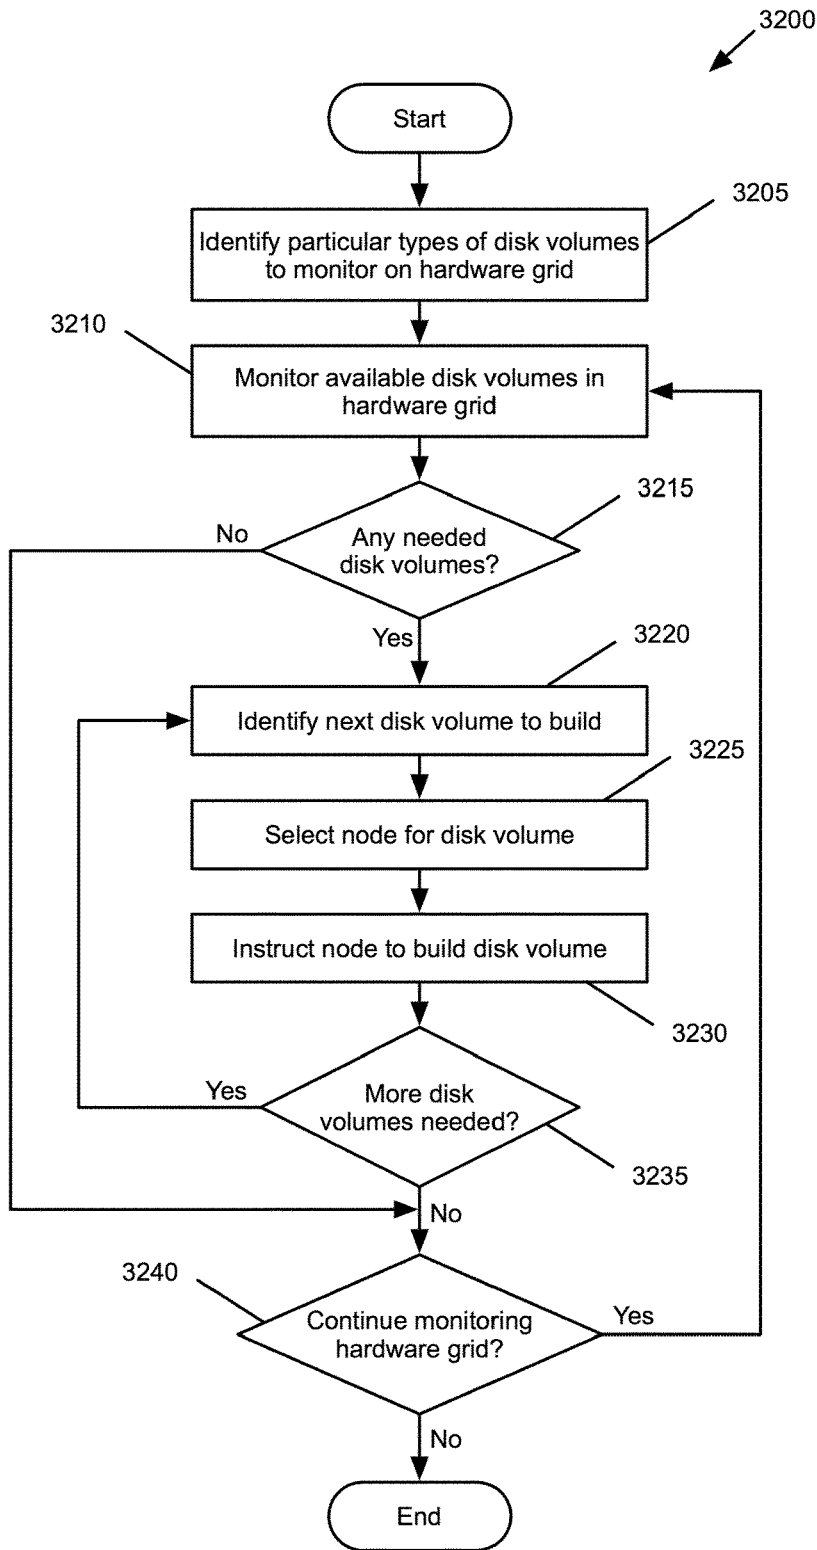 3200
Start
3205
Identify particular types of disk volumes
to monitor on hardware grid
3210
Monitor available disk volumes in
hardware grid
3215
No
Any needed
disk volumes?
Yes
3220
Identify next disk volume to build
3225
Select node for disk volume
Instruct node to build disk volume
3230
Yes
More disk
volumes needed?
3235
No
3240
Continue monitoring
hardware grid?
Yes
No
End